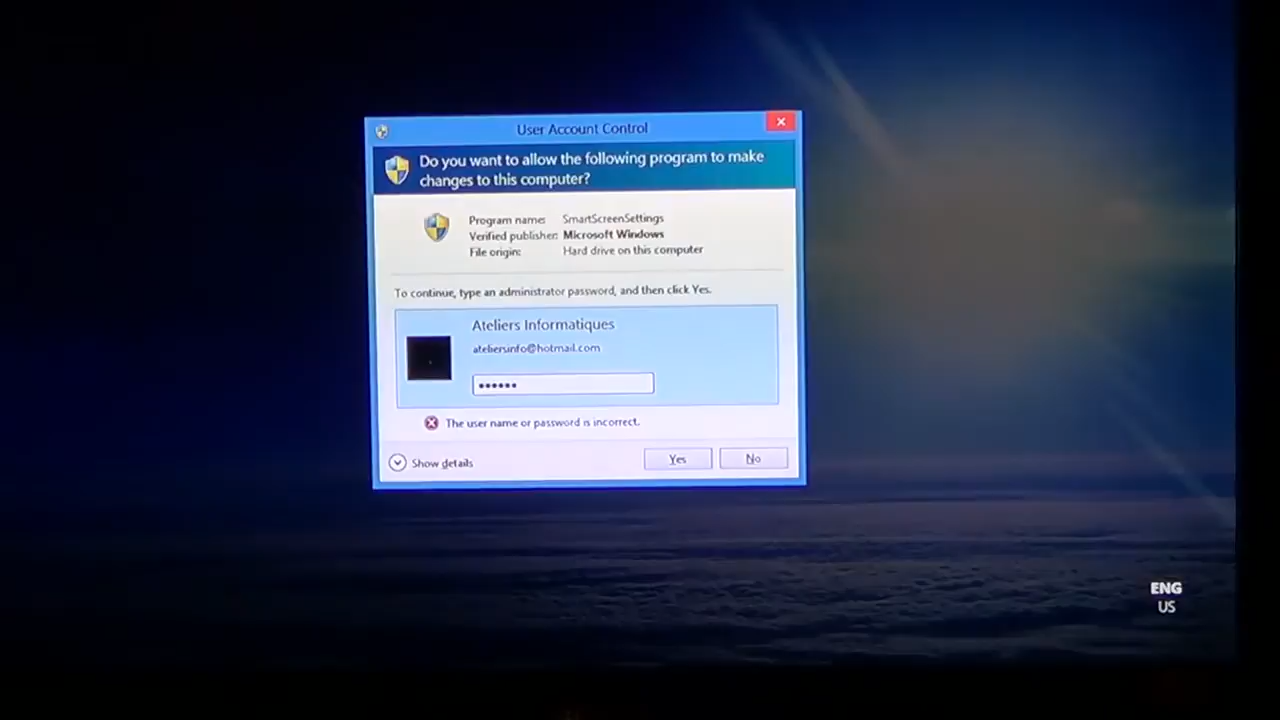 User Account Control
Do you want to allow the following program to make
changes to this computer?
Program name: SmartScreenSettings
Verified publisher: Microsoft Windows
File origin: Hard drive on this computer
To continue, type an administrator password, and then click Yes.
Ateliers Informatiques
ateliersinfo@hotmail.com
••••••
The user name or password is incorrect.
Show details
Yes
No
ENG
US